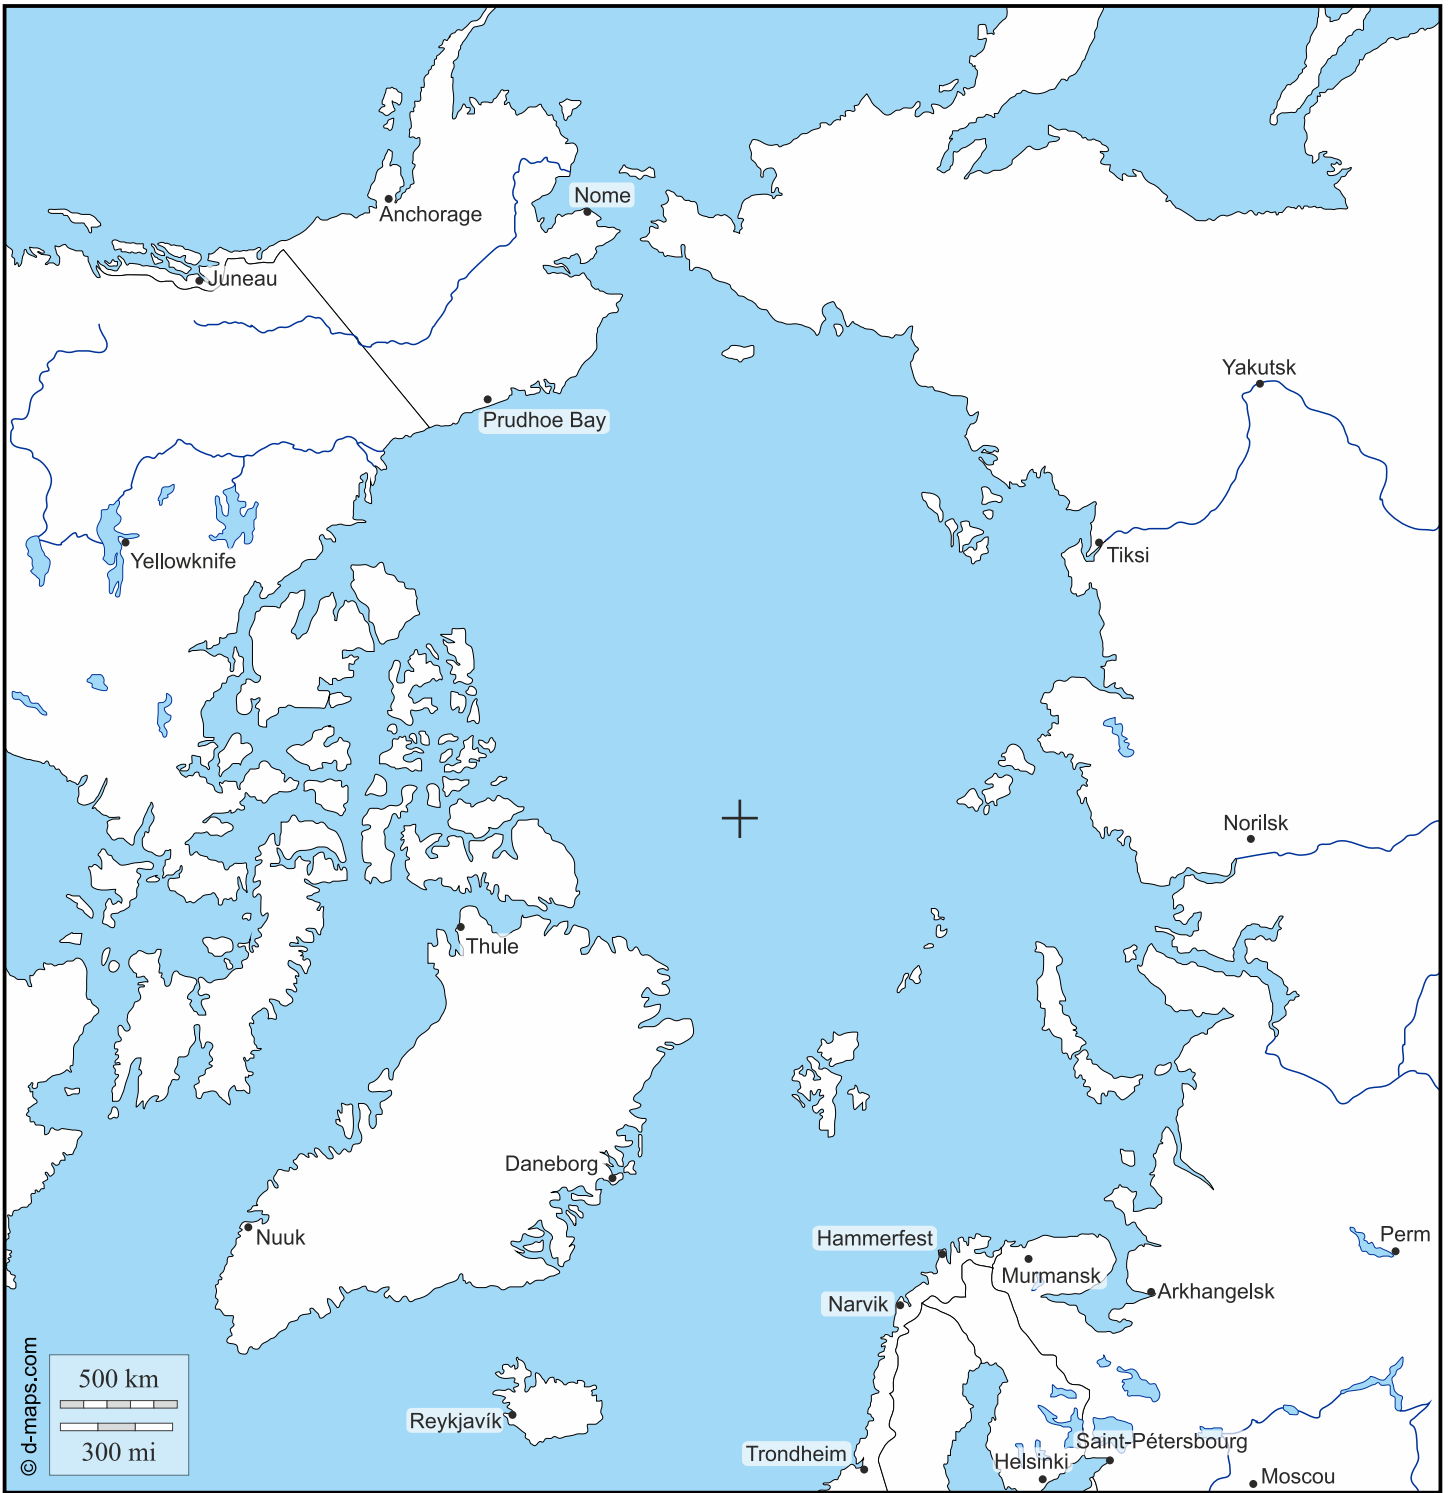 Nome
Anchorage
Juneau
Yakutsk
Prudhoe Bay
Yellowknife
Tiksi
Norilsk
Thule
Daneborg
Nuuk
Hammerfest
Perm
Murmansk
Narvik
Arkhangelsk
© d-maps.com
500 km
300 mi
Reykjavík
Trondheim
Saint-Pétersbourg
Helsinki
Moscou